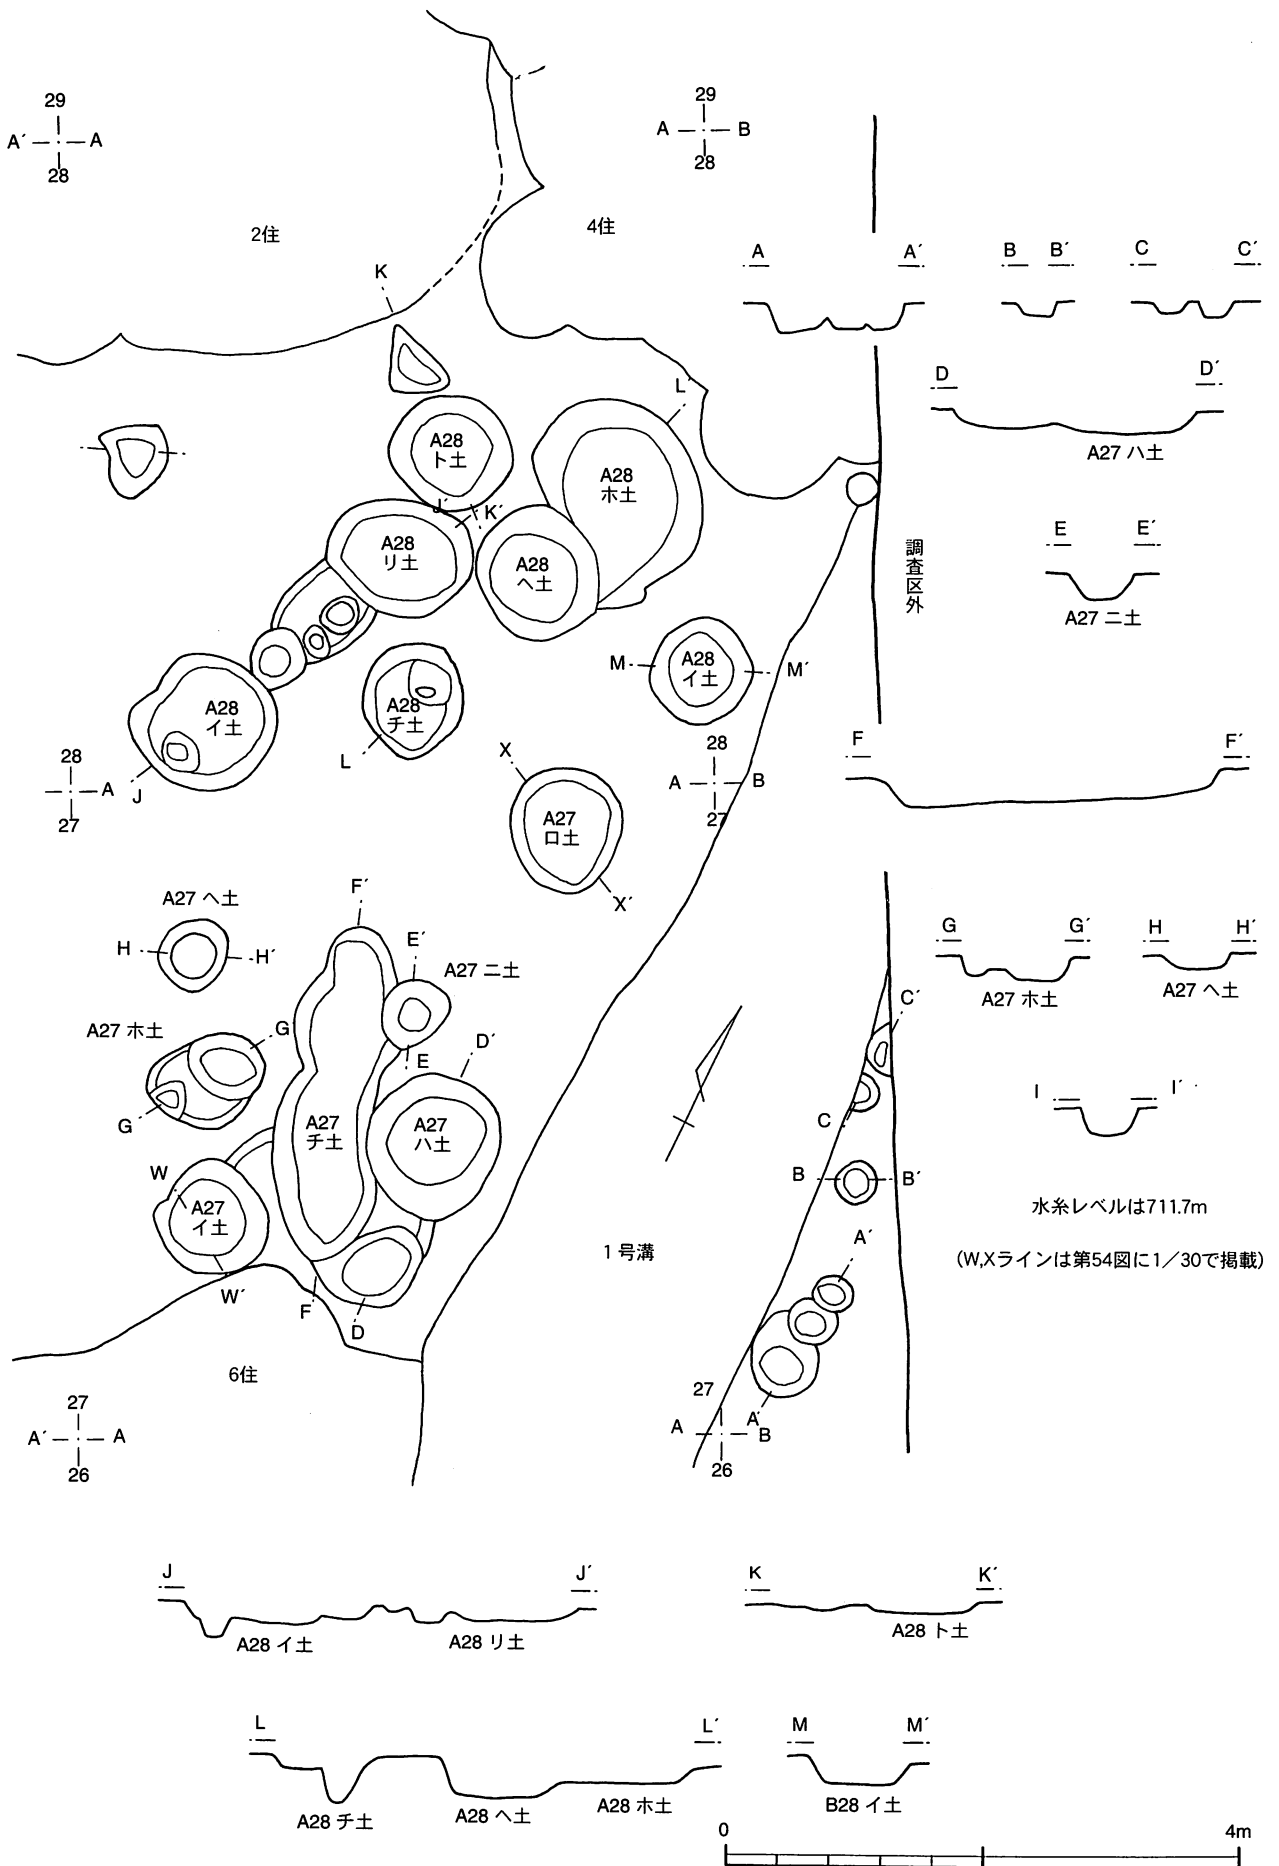 29
A´ A
28
29
A B
28
2住
4住
K
A A´
B B´
C C´
L´
D D´
A27 ハ土
A28
ト土
A28
ホ土
J´ K´
A28
リ土
A28
ヘ土
調査区外
E E´
A27 ニ土
M M´
A28
イ土
A28
イ土
A28
チ土
L
X
28
A
27
J
28
A B
27
F F´
A27
ロ土
X´
A27 ヘ土
H H´
F´
E´
A27 ニ土
G G´
A27 ホ土
H H´
A27 ヘ土
A27 ホ土
G
G
E
D´
C´
C
I I´
A27
チ土
A27
ハ土
W
A27
イ土
W´
F
D
B B´
水糸レベルは711.7m
(W,Xラインは第54図に1/30で掲載)
1号溝
A´
6住
27
A´ A
26
27
A A´ B
26
J J´
A28 イ土
A28 リ土
K K´
A28 ト土
L L´
A28 チ土
A28 ヘ土
A28 ホ土
M M´
B28 イ土
0 4m